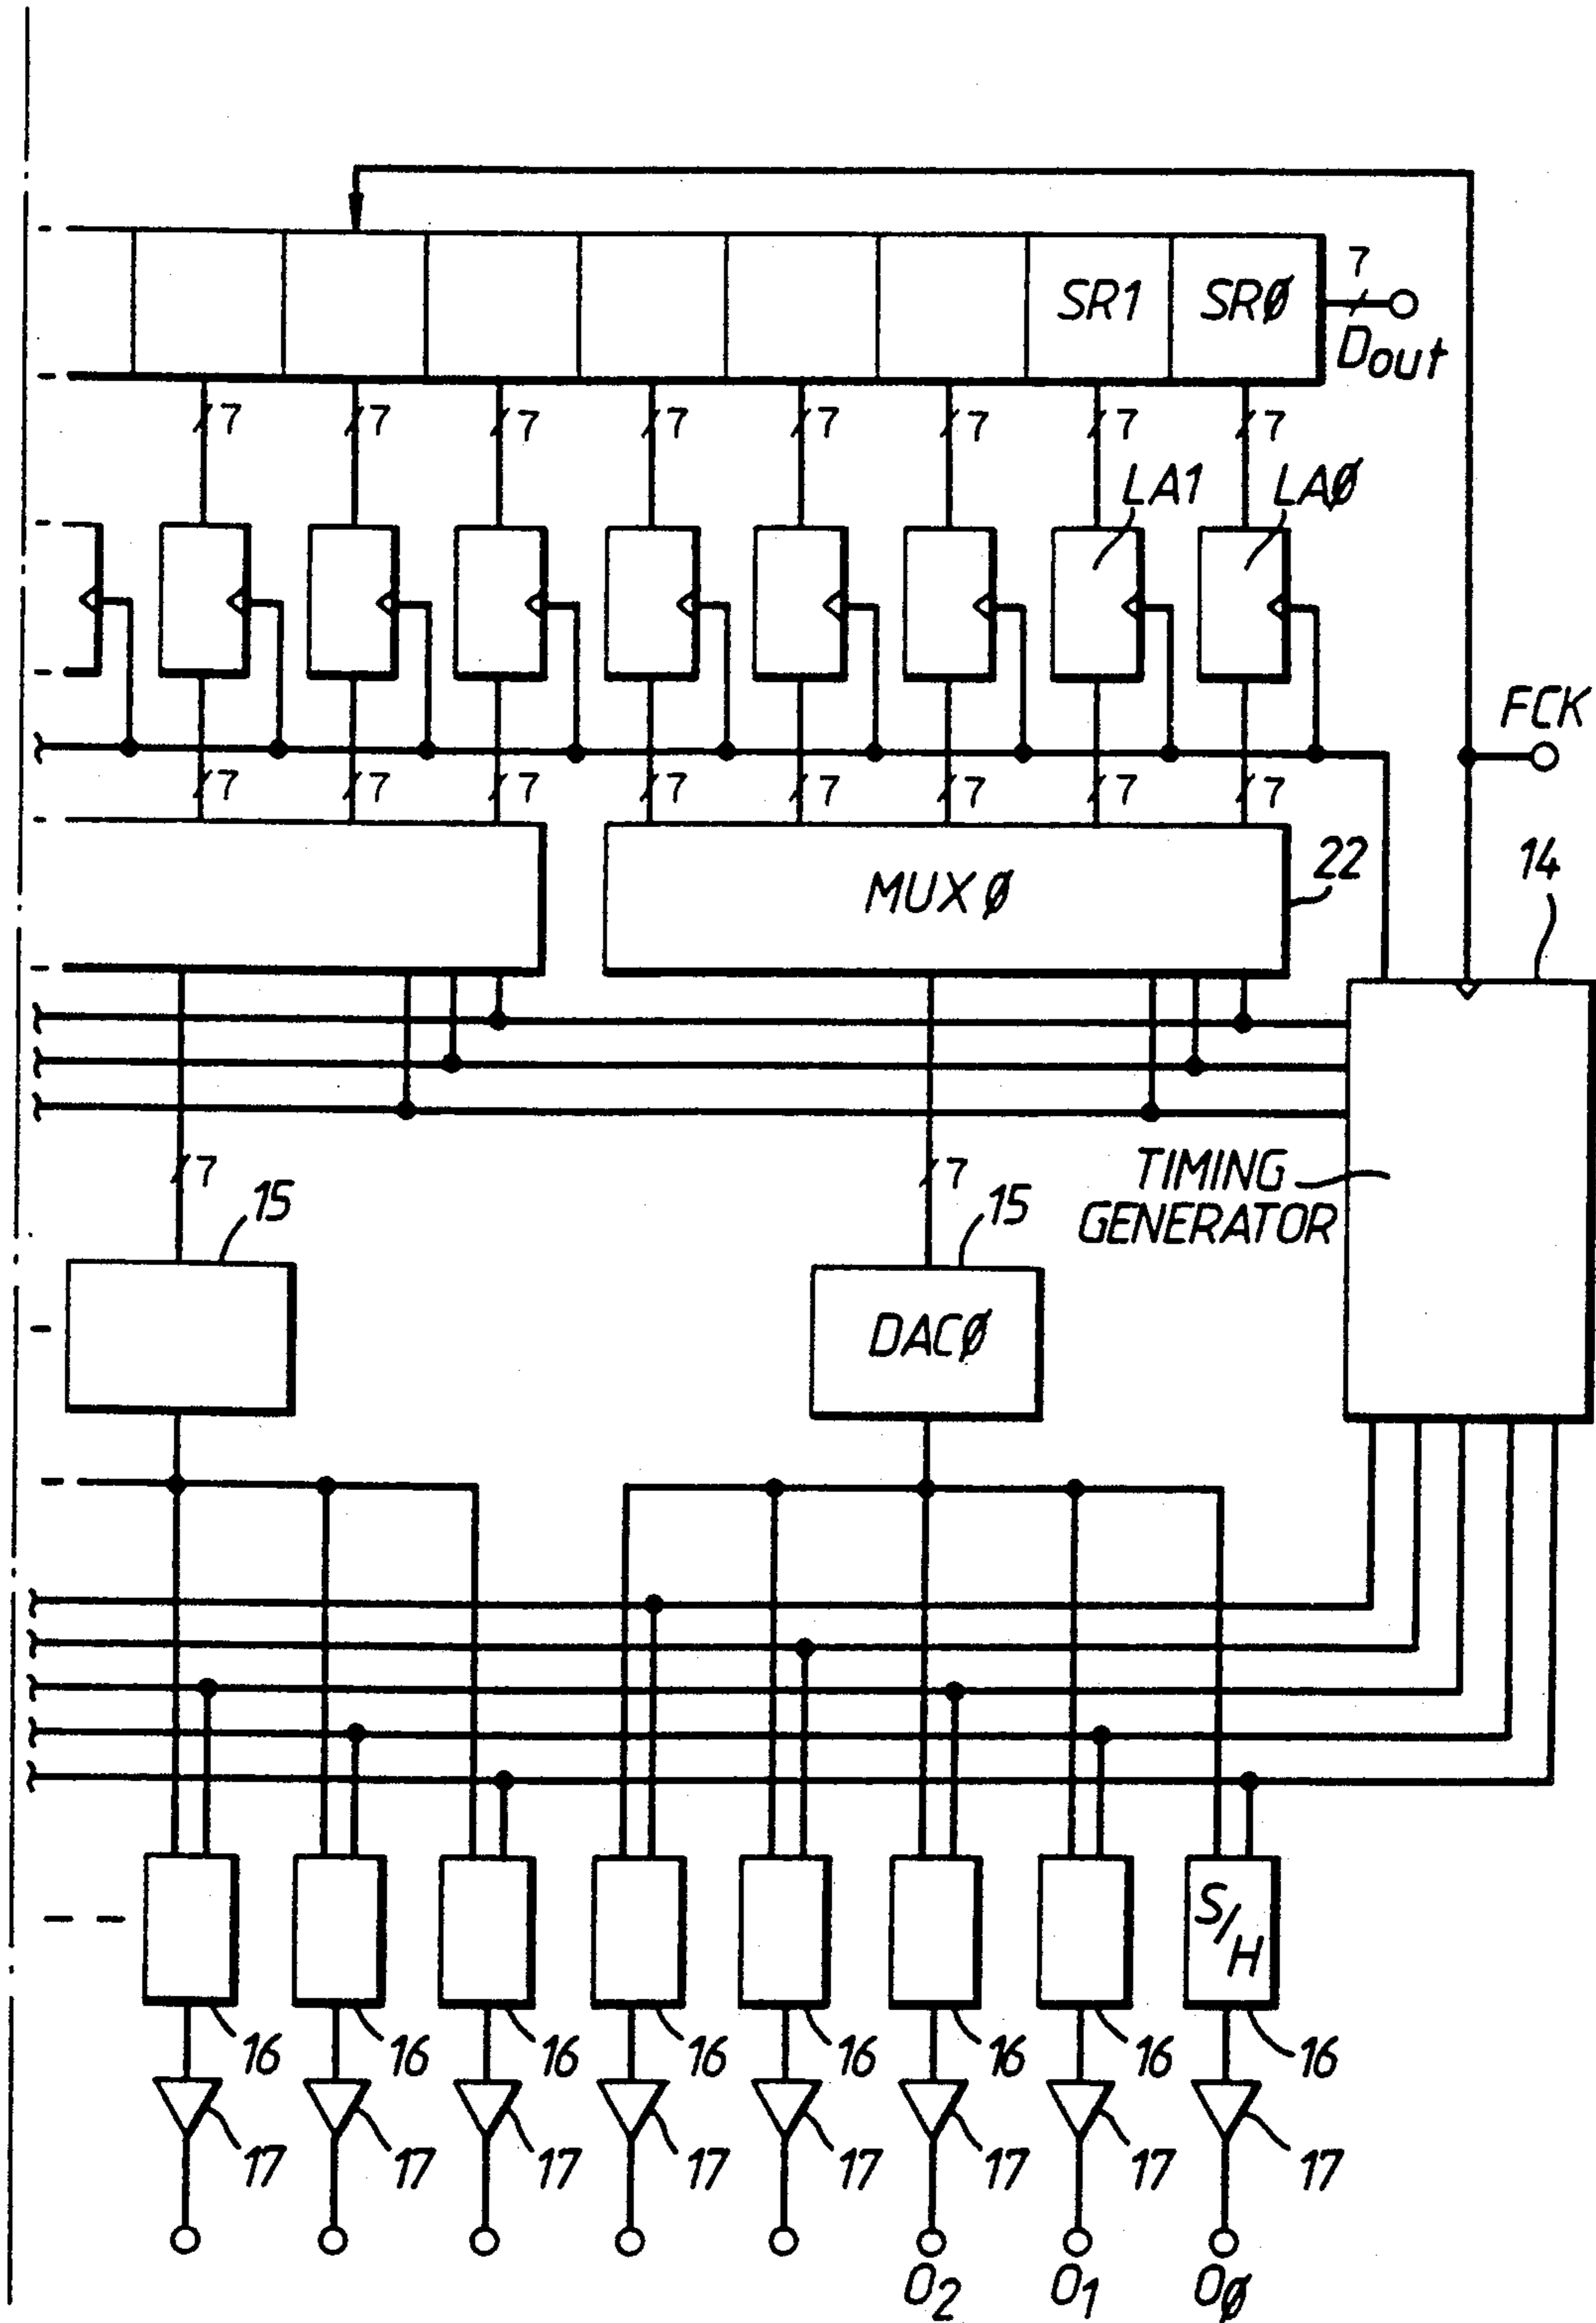 SR1 SRØ
7
Dout
7 7 7 7 7 7 7 7
LA1 LAØ
FCK
7 7 7 7 7 7 7 7
MUXØ
22
14
7 7
TIMING
GENERATOR
15 15
DACØ
S/H
16 16 16 16 16 16 16 16
17 17 17 17 17 17 17 17
O2 O1 OØ